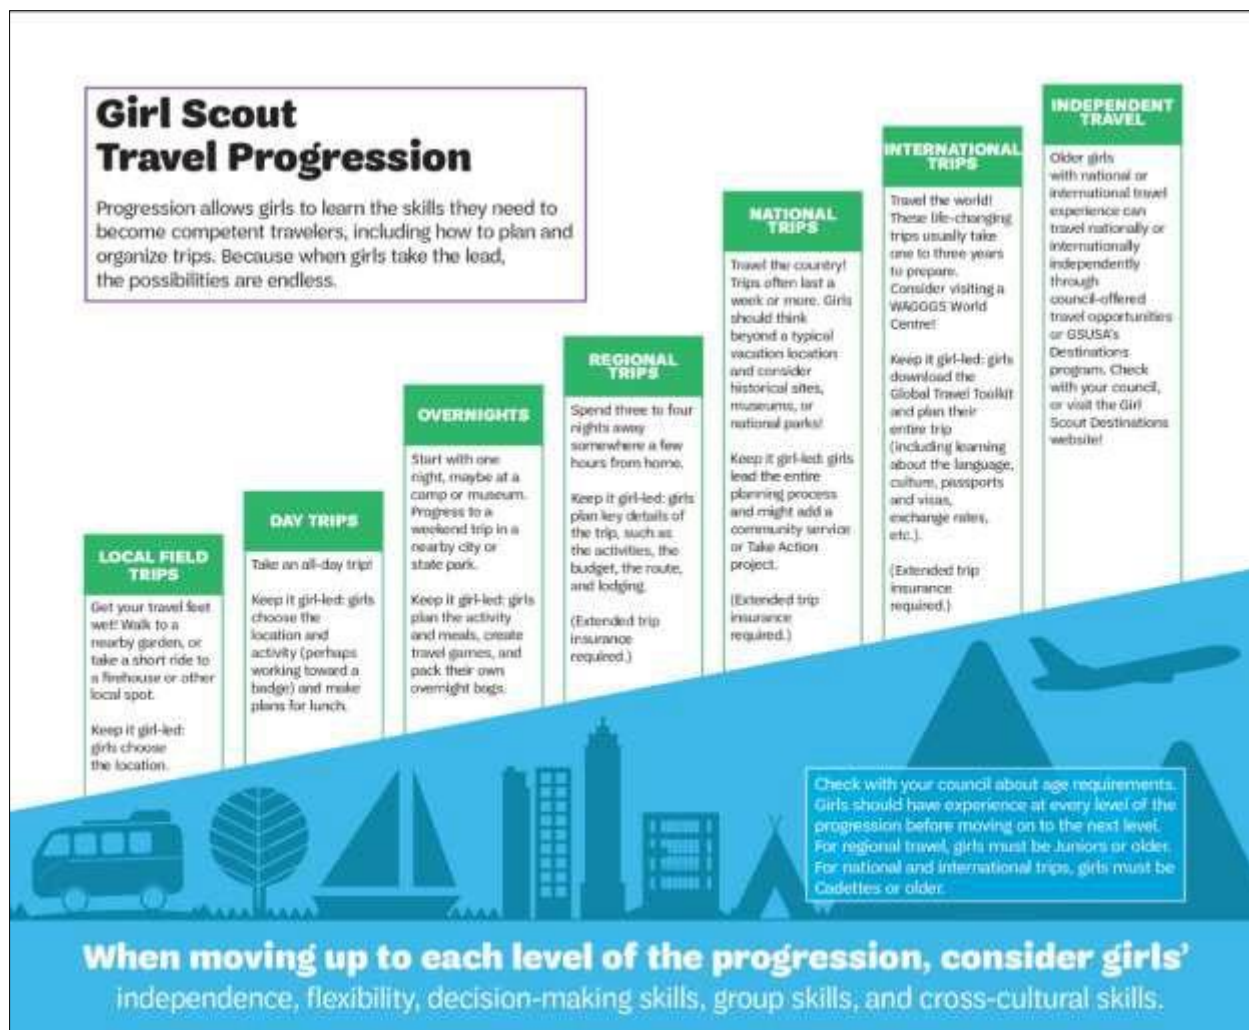 Girl Scout
Travel Progression
Progression allows girls to learn the skills they need to
become competent travelers, including how to plan and
organize trips. Because when girls take the lead,
the possibilities are endless.
LOCAL FIELD
TRIPS
Get your travel feet
wet! Walk to a
nearby garden, or
take a short ride to
a firehouse or other
local spot.
Keep it girl-led:
girls choose
the location.
DAY TRIPS
Take an all-day trip!
Keep it girl-led: girls
choose the
location and
activity (perhaps
working toward a
badge) and make
plans for lunch.
OVERNIGHTS
Start with one
night, maybe at a
camp or museum.
Progress to a
weekend trip in a
nearby city or
state park.
Keep it girl-led: girls
plan the activity
and meals, create
travel games, and
pack their own
overnight bags.
REGIONAL
TRIPS
Spend three to four
nights away
somewhere a few
hours from home.
Keep it girl-led: girls
plan key details of
the trip, such as
the activities, the
budget, the route,
and lodging.
(Extended trip
insurance
required.)
NATIONAL
TRIPS
Travel the country!
Trips often last a
week or more. Girls
should think
beyond a typical
vacation location
and consider
historical sites,
museums, or
national parks!
Keep it girl-led: girls
lead the entire
planning process
and might add a
community service
or Take Action
project.
(Extended trip
insurance
required.)
INTERNATIONAL
TRIPS
Travel the world!
These life-changing
trips usually take
one to three years
to prepare.
Consider visiting a
WAGGGS World
Centre!
Keep it girl-led: girls
download the
Global Travel Toolkit
and plan their
entire trip
(including learning
about the language,
culture, passports
and visas,
exchange rates,
etc.).
(Extended trip
insurance
required.)
INDEPENDENT
TRAVEL
Older girls
with national or
international travel
experience can
travel nationally or
internationally
independently
through
council-offered
travel opportunities
or GSUSA's
Destinations
program. Check
with your council,
or visit the Girl
Scout Destinations
website!
Check with your council about age requirements.
Girls should have experience at every level of the
progression before moving on to the next level.
For regional travel, girls must be Juniors or older.
For national and international trips, girls must be
Cadettes or older.
When moving up to each level of the progression, consider girls'
independence, flexibility, decision-making skills, group skills, and cross-cultural skills.